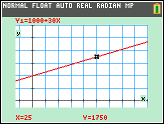 NORMAL FLOAT AUTO REAL RADIAN MP
Y1=1000+30X
y
x
X=25 Y=1750